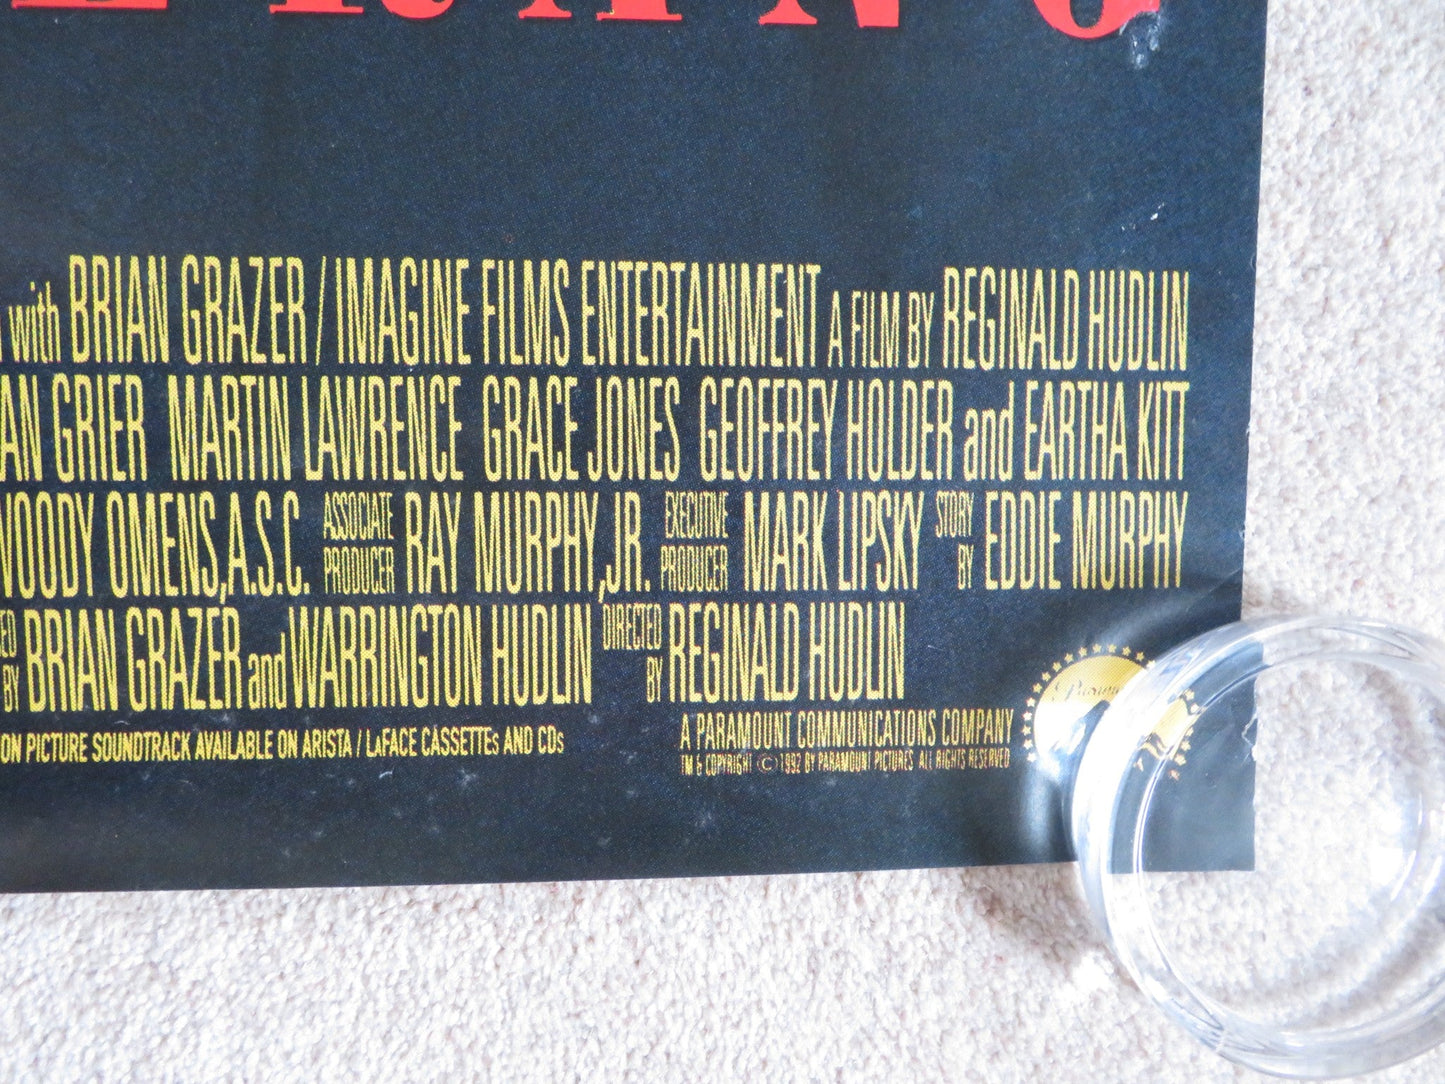 with BRIAN GRAZER / IMAGINE FILMS ENTERTAINMENT A FILM BY REGINALD HUDLIN
AN GRIER MARTIN LAWRENCE GRACE JONES GEOFFREY HOLDER and EARTHA KITT
WOODY OMENS, A.S.C. ASSOCIATE PRODUCER RAY MURPHY, JR. EXECUTIVE PRODUCER MARK LIPSKY STORY BY EDDIE MURPHY
ED BY BRIAN GRAZER and WARRINGTON HUDLIN DIRECTED BY REGINALD HUDLIN
ON PICTURE SOUNDTRACK AVAILABLE ON ARISTA / LaFACE CASSETTEs AND CDs
A PARAMOUNT COMMUNICATIONS COMPANY
TM & COPYRIGHT © 1992 BY PARAMOUNT PICTURES. ALL RIGHTS RESERVED